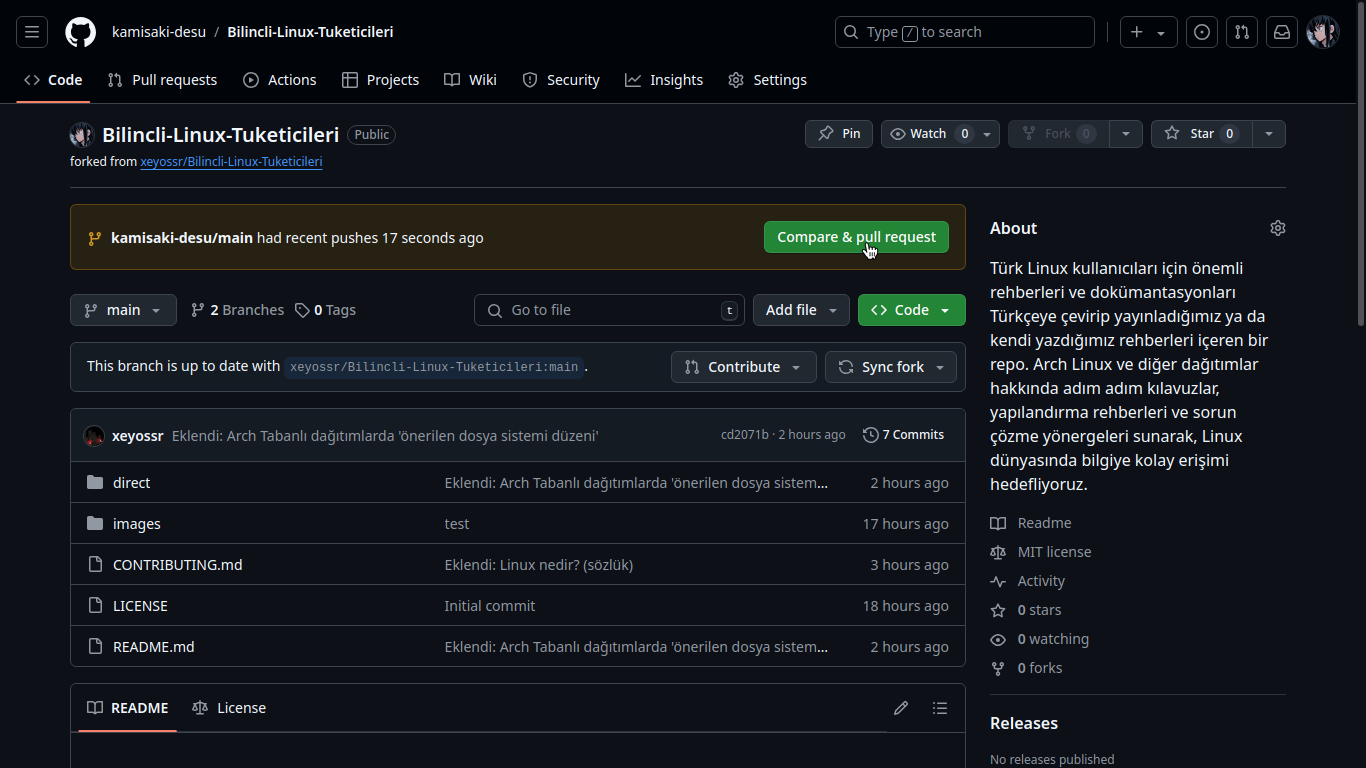 kamisaki-desu / Bilincli-Linux-Tuketicileri
Type / to search
Code Pull requests Actions Projects Wiki Security Insights Settings
Bilincli-Linux-Tuketicileri Public
Pin Watch 0 Fork 0 Star 0
forked from xeyossr/Bilincli-Linux-Tuketicileri
kamisaki-desu/main had recent pushes 17 seconds ago
Compare & pull request
main 2 Branches 0 Tags
Go to file t Add file Code
This branch is up to date with xeyossr/Bilincli-Linux-Tuketicileri:main .
Contribute Sync fork
xeyossr Eklendi: Arch Tabanlı dağıtımlarda 'önerilen dosya sistemi düzeni' cd2071b · 2 hours ago 7 Commits
direct Eklendi: Arch Tabanlı dağıtımlarda 'önerilen dosya sistem... 2 hours ago
images test 17 hours ago
CONTRIBUTING.md Eklendi: Linux nedir? (sözlük) 3 hours ago
LICENSE Initial commit 18 hours ago
README.md Eklendi: Arch Tabanlı dağıtımlarda 'önerilen dosya sistem... 2 hours ago
README License
About
Türk Linux kullanıcıları için önemli
rehberleri ve dokümantasyonları
Türkçeye çevirip yayınladığımız ya da
kendi yazdığımız rehberleri içeren bir
repo. Arch Linux ve diğer dağıtımlar
hakkında adım adım kılavuzlar,
yapılandırma rehberleri ve sorun
çözme yönergeleri sunarak, Linux
dünyasında bilgiye kolay erişimi
hedefliyoruz.
Readme
MIT license
Activity
0 stars
0 watching
0 forks
Releases
No releases published